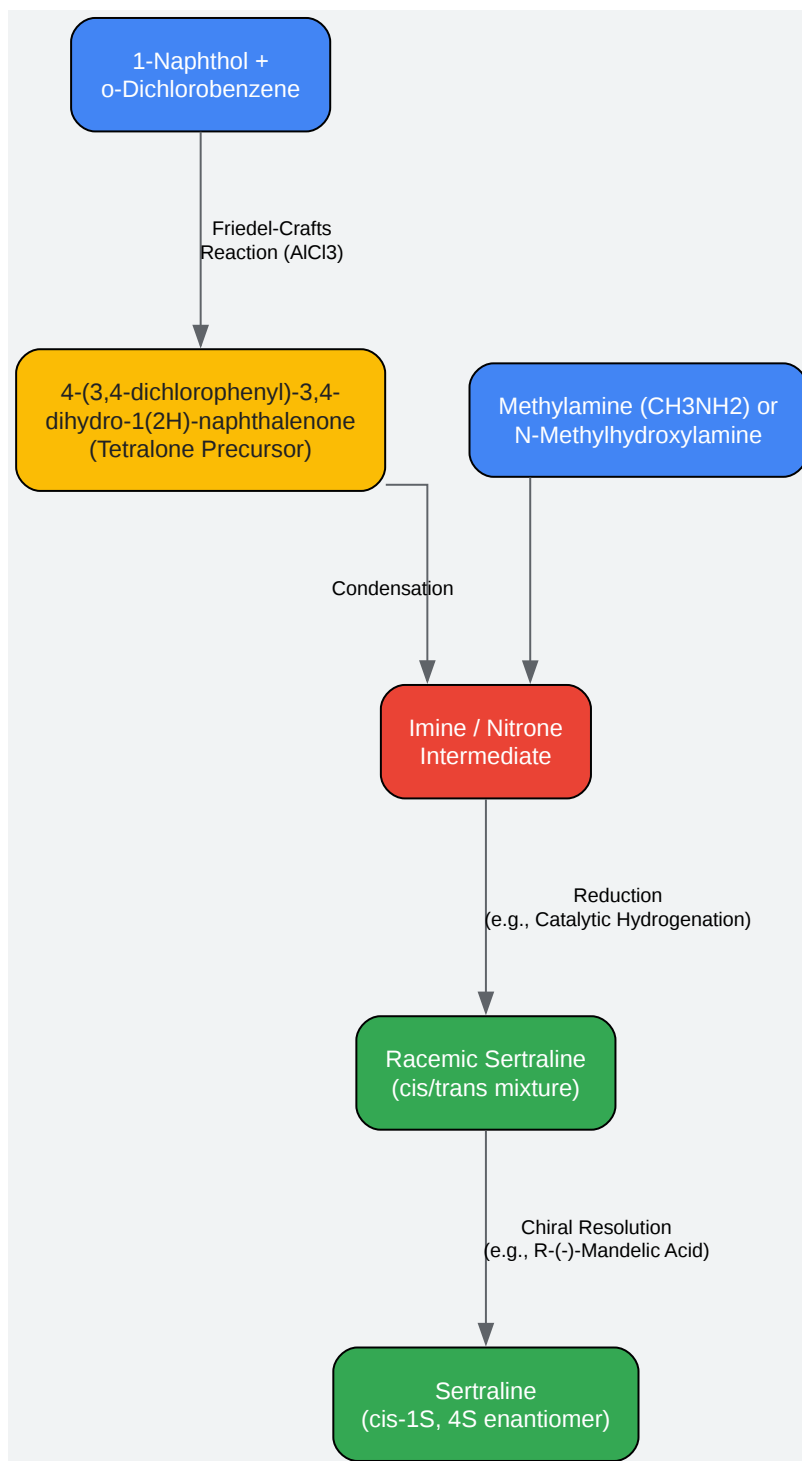 1-Naphthol +
o-Dichlorobenzene
Friedel-Crafts
Reaction (AlCl3)
4-(3,4-dichlorophenyl)-3,4-
dihydro-1(2H)-naphthalenone
(Tetralone Precursor)
Methylamine (CH3NH2) or
N-Methylhydroxylamine
Condensation
Imine / Nitrone
Intermediate
Reduction
(e.g., Catalytic Hydrogenation)
Racemic Sertraline
(cis/trans mixture)
Chiral Resolution
(e.g., R-(-)-Mandelic Acid)
Sertraline
(cis-1S, 4S enantiomer)